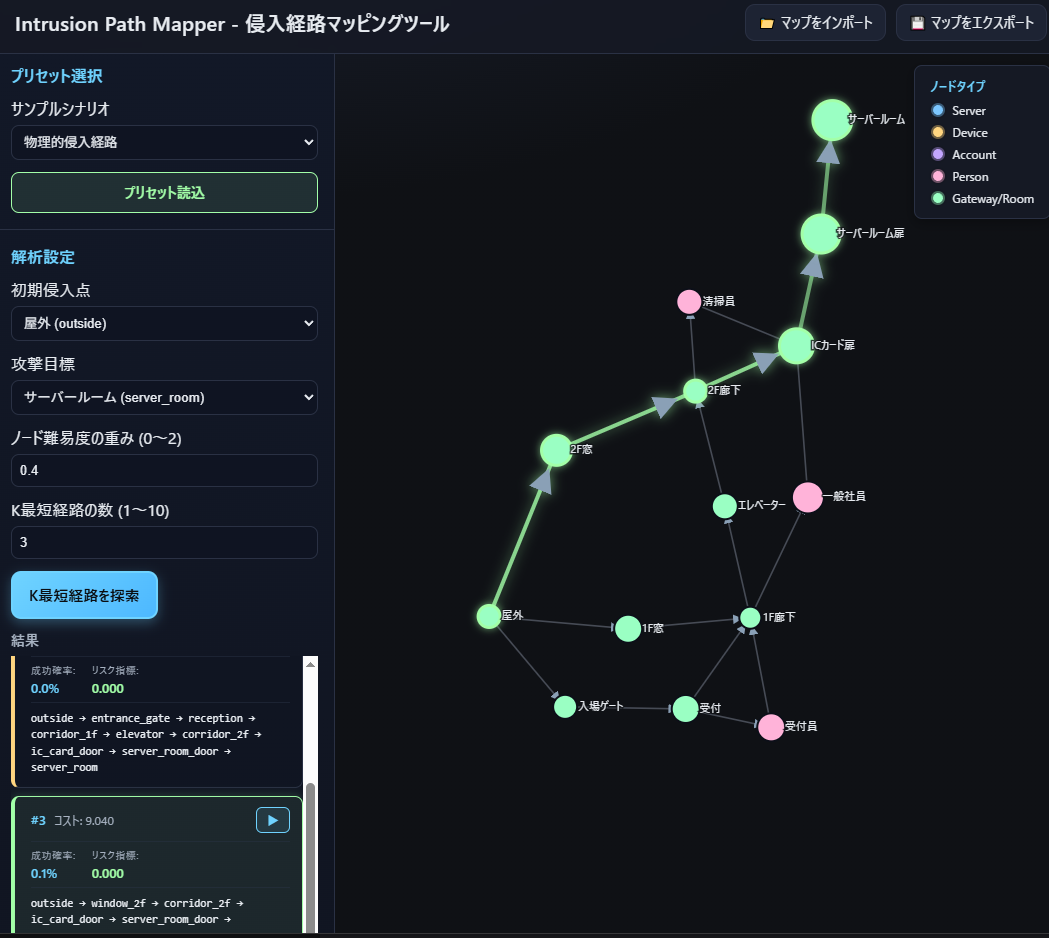 Intrusion Path Mapper - 侵入経路マッピングツール
マップをインポート
マップをエクスポート
プリセット選択
サンプルシナリオ
物理的侵入経路
プリセット読込
解析設定
初期侵入点
屋外 (outside)
攻撃目標
サーバールーム (server_room)
ノード難易度の重み (0～2)
0.4
K最短経路の数 (1～10)
3
K最短経路を探索
結果
成功確率: リスク指標:
0.0% 0.000
outside → entrance_gate → reception →
corridor_1f → elevator → corridor_2f →
ic_card_door → server_room_door →
server_room
#3 コスト: 9.040
成功確率: リスク指標:
0.1% 0.000
outside → window_2f → corridor_2f →
ic_card_door → server_room_door →
ノードタイプ
Server
Device
Account
Person
Gateway/Room
サーバールーム
サーバールーム扉
清掃員
ICカード扉
2F廊下
2F窓
エレベーター
一般社員
屋外
1F窓
1F廊下
入場ゲート
受付
受付員